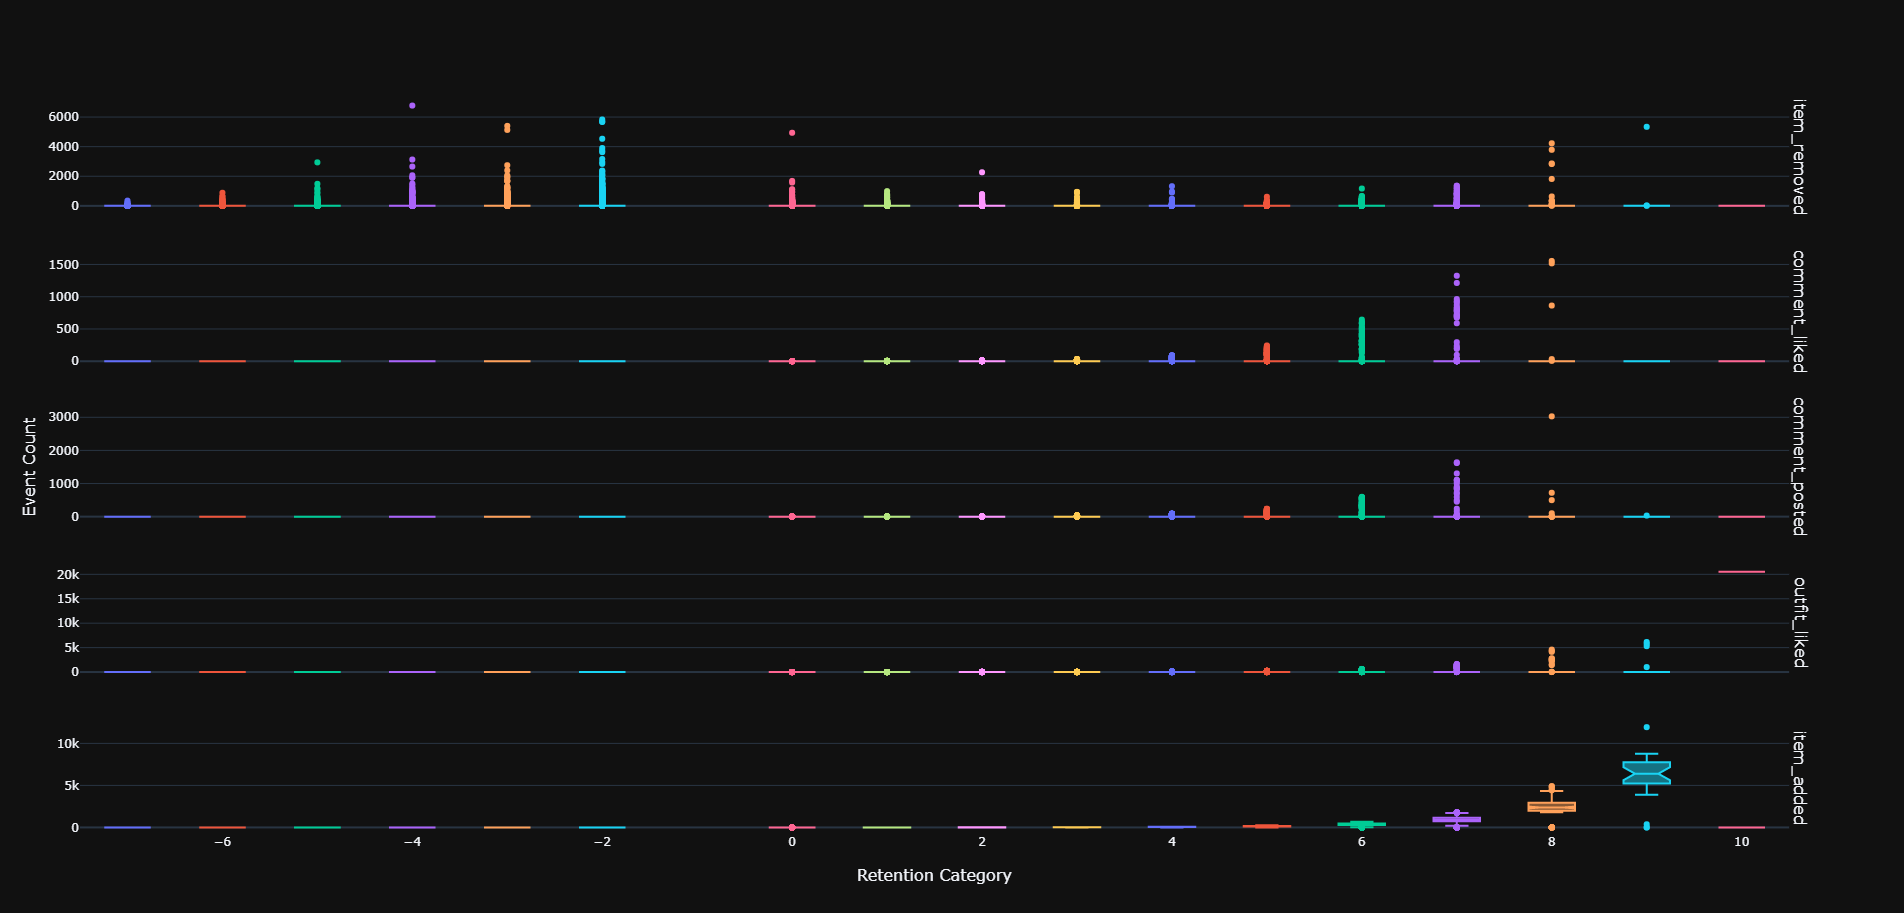 item_removed
6000
4000
2000
0
comment_liked
1500
1000
500
0
comment_posted
3000
2000
1000
0
Event Count
outfit_liked
20k
15k
10k
5k
0
item_added
10k
5k
0
−6
−4
−2
0
2
4
6
8
10
Retention Category